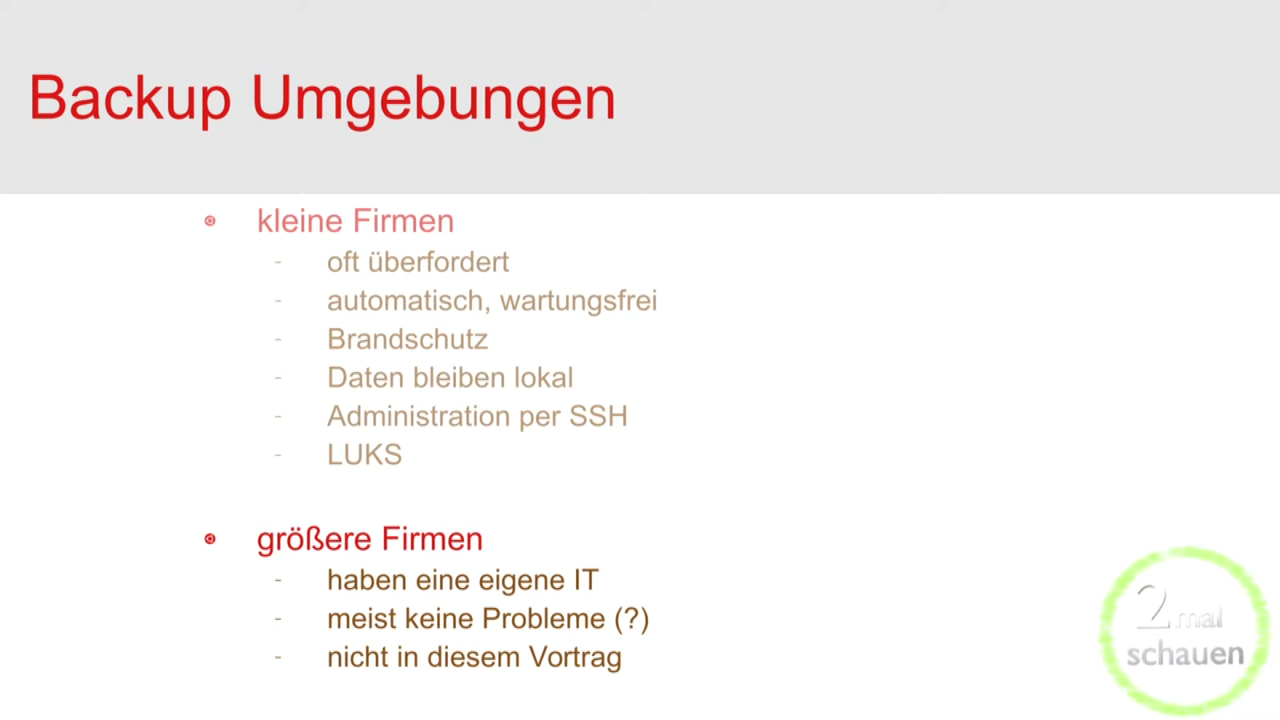 Backup Umgebungen
kleine Firmen
- oft überfordert
- automatisch, wartungsfrei
- Brandschutz
- Daten bleiben lokal
- Administration per SSH
- LUKS
größere Firmen
- haben eine eigene IT
- meist keine Probleme (?)
- nicht in diesem Vortrag
2 mal
schauen